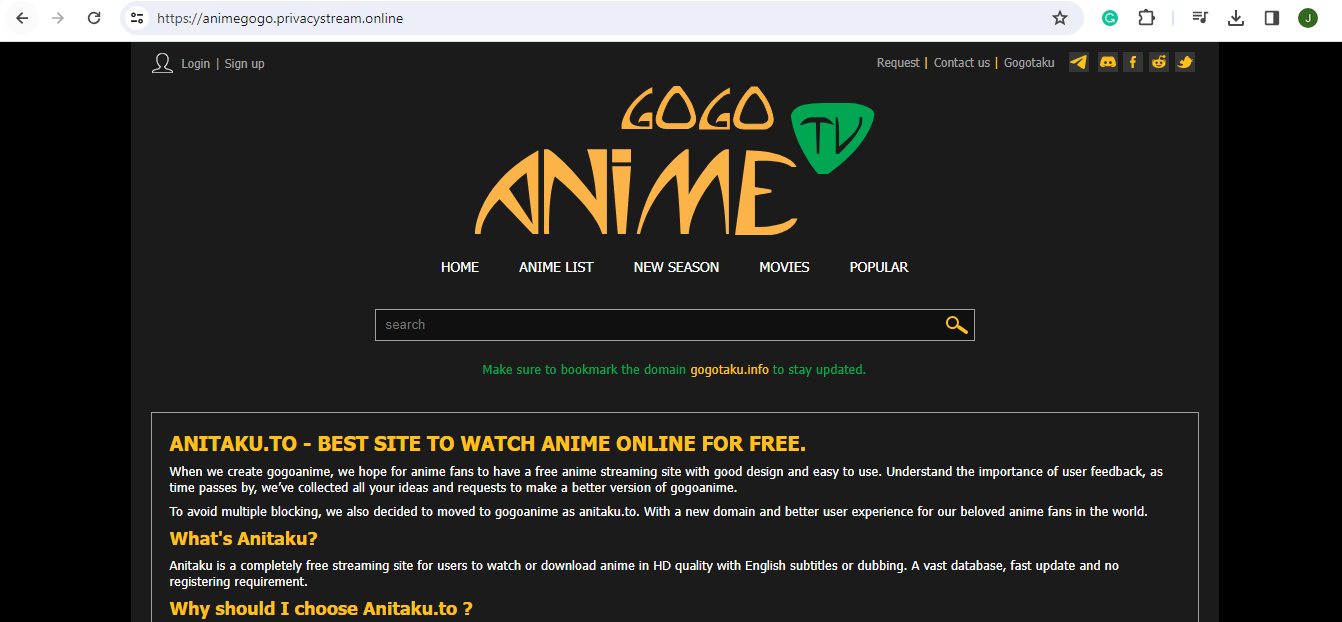 https://animegogo.privacystream.online
J
Login | Sign up
Request | Contact us | Gogotaku
GOGO
TV
ANiME
HOME ANIME LIST NEW SEASON MOVIES POPULAR
search
Make sure to bookmark the domain gogotaku.info to stay updated.
ANITAKU.TO - BEST SITE TO WATCH ANIME ONLINE FOR FREE.
When we create gogoanime, we hope for anime fans to have a free anime streaming site with good design and easy to use. Understand the importance of user feedback, as
time passes by, we’ve collected all your ideas and requests to make a better version of gogoanime.
To avoid multiple blocking, we also decided to moved to gogoanime as anitaku.to. With a new domain and better user experience for our beloved anime fans in the world.
What's Anitaku?
Anitaku is a completely free streaming site for users to watch or download anime in HD quality with English subtitles or dubbing. A vast database, fast update and no
registering requirement.
Why should I choose Anitaku.to ?